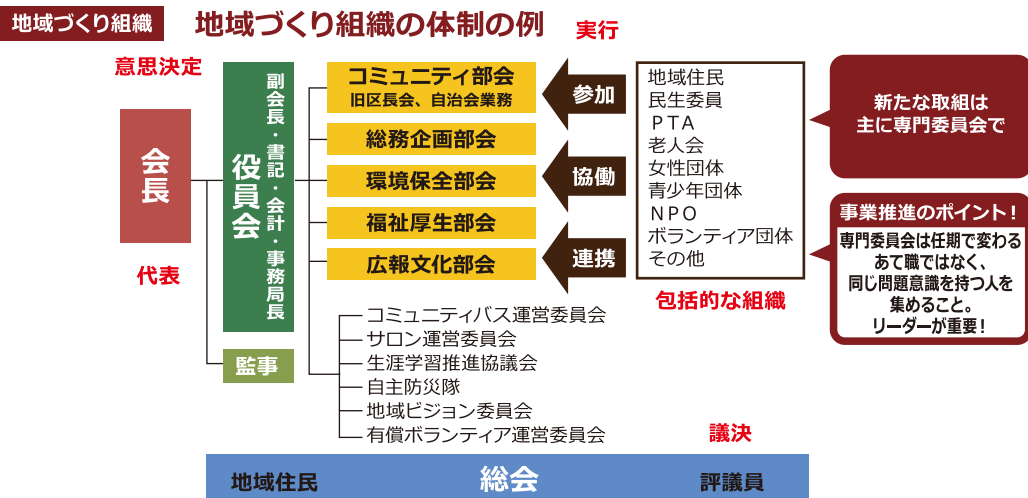 地域づくり組織
地域づくり組織の体制の例
意思決定
会長
代表
役員会
副会長・書記・会計・事務局長
監事
コミュニティ部会
旧区長会、自治会業務
総務企画部会
環境保全部会
福祉厚生部会
広報文化部会
コミュニティバス運営委員会
サロン運営委員会
生涯学習推進協議会
自主防災隊
地域ビジョン委員会
有償ボランティア運営委員会
実行
参加
協働
連携
地域住民
民生委員
ＰＴＡ
老人会
女性団体
青少年団体
ＮＰＯ
ボランティア団体
その他
包括的な組織
新たな取組は
主に専門委員会で
事業推進のポイント！
専門委員会は任期で変わる
あて職ではなく、
同じ問題意識を持つ人を
集めること。
リーダーが重要！
議決
地域住民
総会
評議員